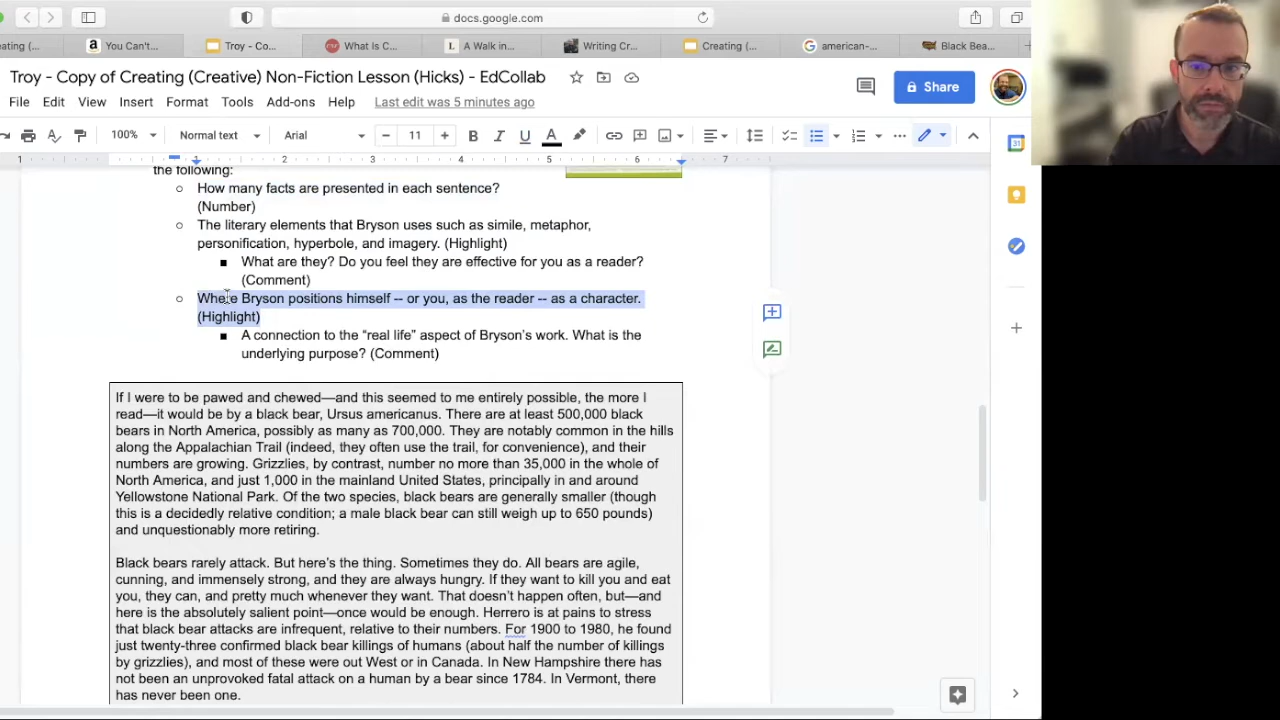 docs.google.com
ating (...
You Can't...
Troy - Co...
What Is C...
A Walk in...
Writing Cr...
Creating (...
american-...
Black Bea...
Troy - Copy of Creating (Creative) Non-Fiction Lesson (Hicks) - EdCollab
Share
File Edit View Insert Format Tools Add-ons Help Last edit was 5 minutes ago
100% Normal text Arial - 11 + B I U A
1 1 2 3 4 5 6 7
the following:
○ How many facts are presented in each sentence?
(Number)
○ The literary elements that Bryson uses such as simile, metaphor,
personification, hyperbole, and imagery. (Highlight)
■ What are they? Do you feel they are effective for you as a reader?
(Comment)
○ Where Bryson positions himself -- or you, as the reader -- as a character.
(Highlight)
■ A connection to the “real life” aspect of Bryson’s work. What is the
underlying purpose? (Comment)
If I were to be pawed and chewed—and this seemed to me entirely possible, the more I
read—it would be by a black bear, Ursus americanus. There are at least 500,000 black
bears in North America, possibly as many as 700,000. They are notably common in the hills
along the Appalachian Trail (indeed, they often use the trail, for convenience), and their
numbers are growing. Grizzlies, by contrast, number no more than 35,000 in the whole of
North America, and just 1,000 in the mainland United States, principally in and around
Yellowstone National Park. Of the two species, black bears are generally smaller (though
this is a decidedly relative condition; a male black bear can still weigh up to 650 pounds)
and unquestionably more retiring.
Black bears rarely attack. But here’s the thing. Sometimes they do. All bears are agile,
cunning, and immensely strong, and they are always hungry. If they want to kill you and eat
you, they can, and pretty much whenever they want. That doesn’t happen often, but—and
here is the absolutely salient point—once would be enough. Herrero is at pains to stress
that black bear attacks are infrequent, relative to their numbers. For 1900 to 1980, he found
just twenty-three confirmed black bear killings of humans (about half the number of killings
by grizzlies), and most of these were out West or in Canada. In New Hampshire there has
not been an unprovoked fatal attack on a human by a bear since 1784. In Vermont, there
has never been one.